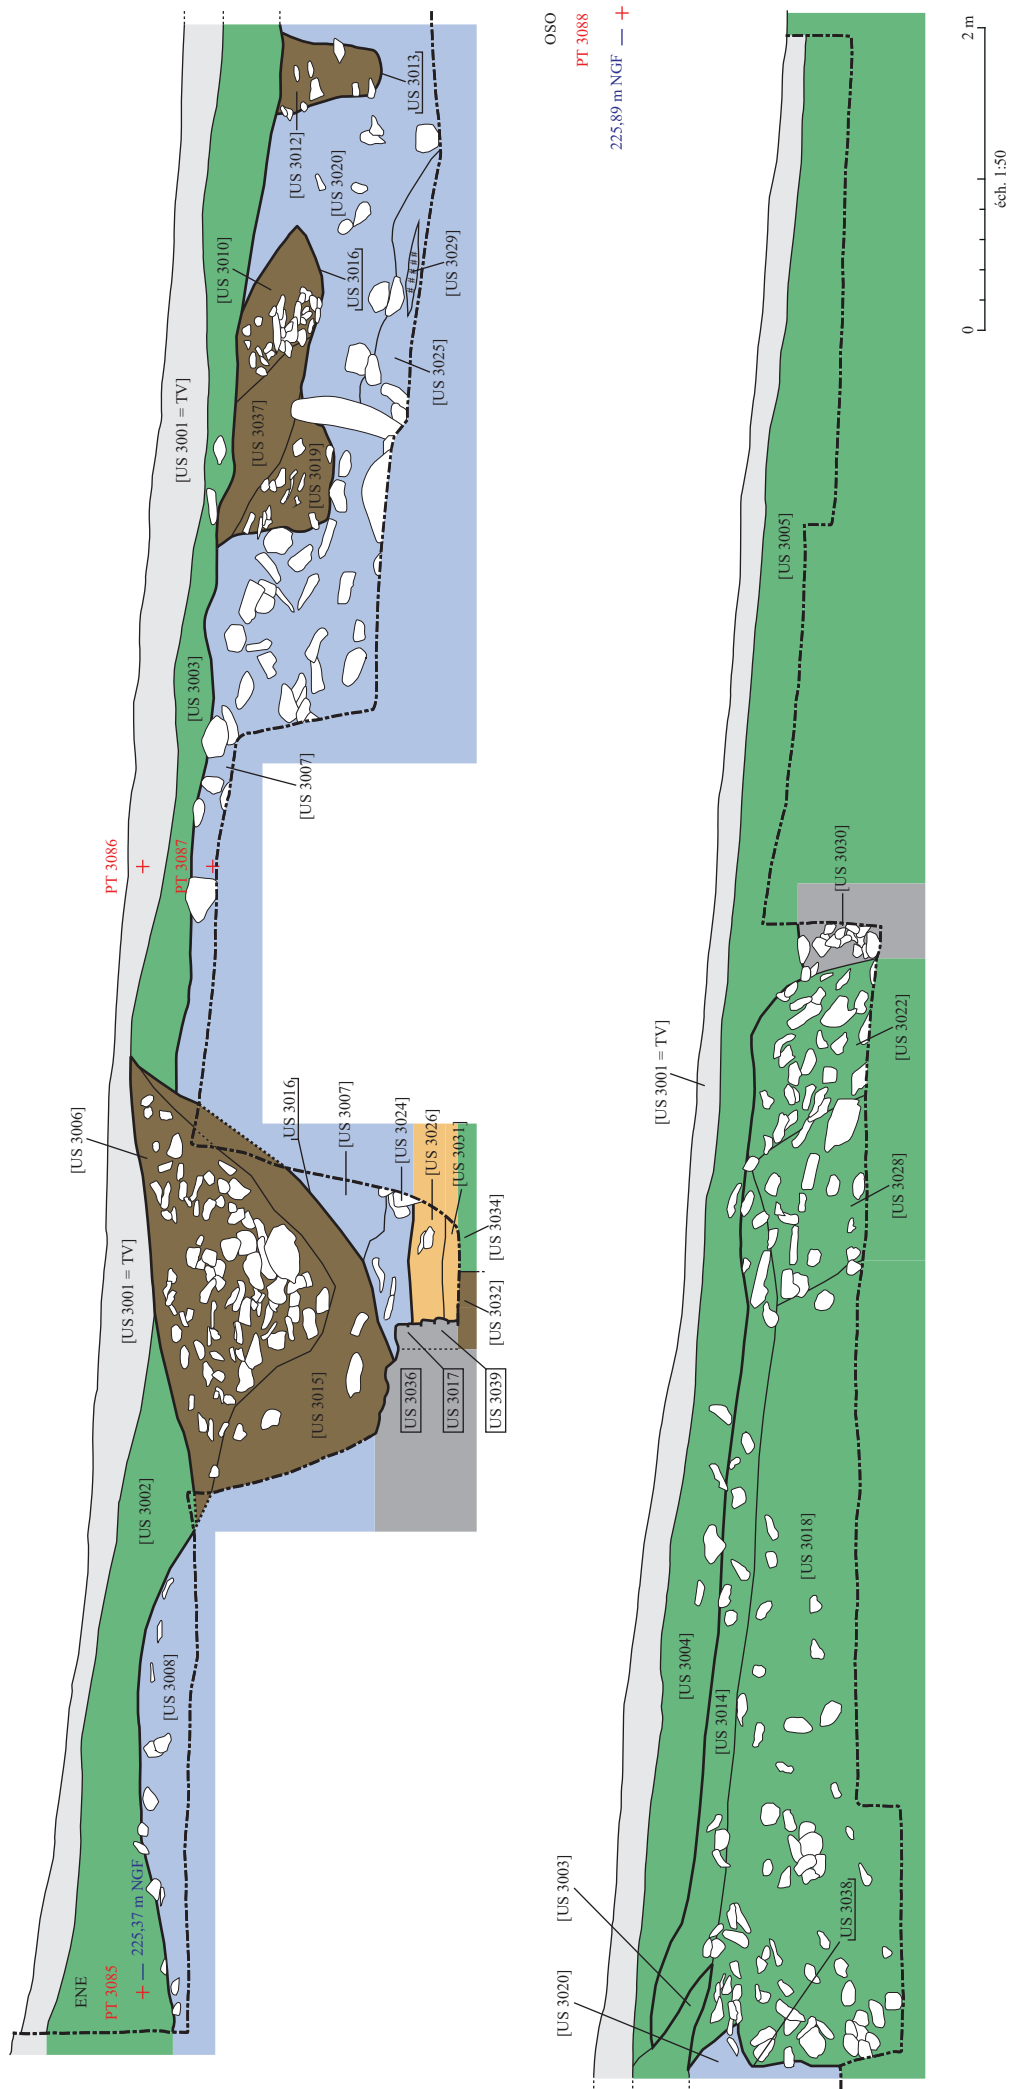 ENE
PT 3085
225,37 m NGF
[US 3008]
[US 3002]
[US 3001 = TV]
[US 3006]
[US 3015]
[US 3036]
[US 3017]
[US 3039]
[US 3032]
[US 3034]
[US 3031]
[US 3026]
[US 3024]
[US 3007]
[US 3016]
PT 3086
PT 3087
[US 3007]
[US 3003]
[US 3001 = TV]
[US 3037]
[US 3019]
[US 3010]
[US 3016]
[US 3025]
[US 3029]
[US 3020]
[US 3012]
[US 3013]
OSO
PT 3088
225,89 m NGF
[US 3020]
[US 3003]
[US 3038]
[US 3014]
[US 3004]
[US 3018]
[US 3001 = TV]
[US 3028]
[US 3022]
[US 3030]
[US 3005]
0
2 m
éch. 1:50